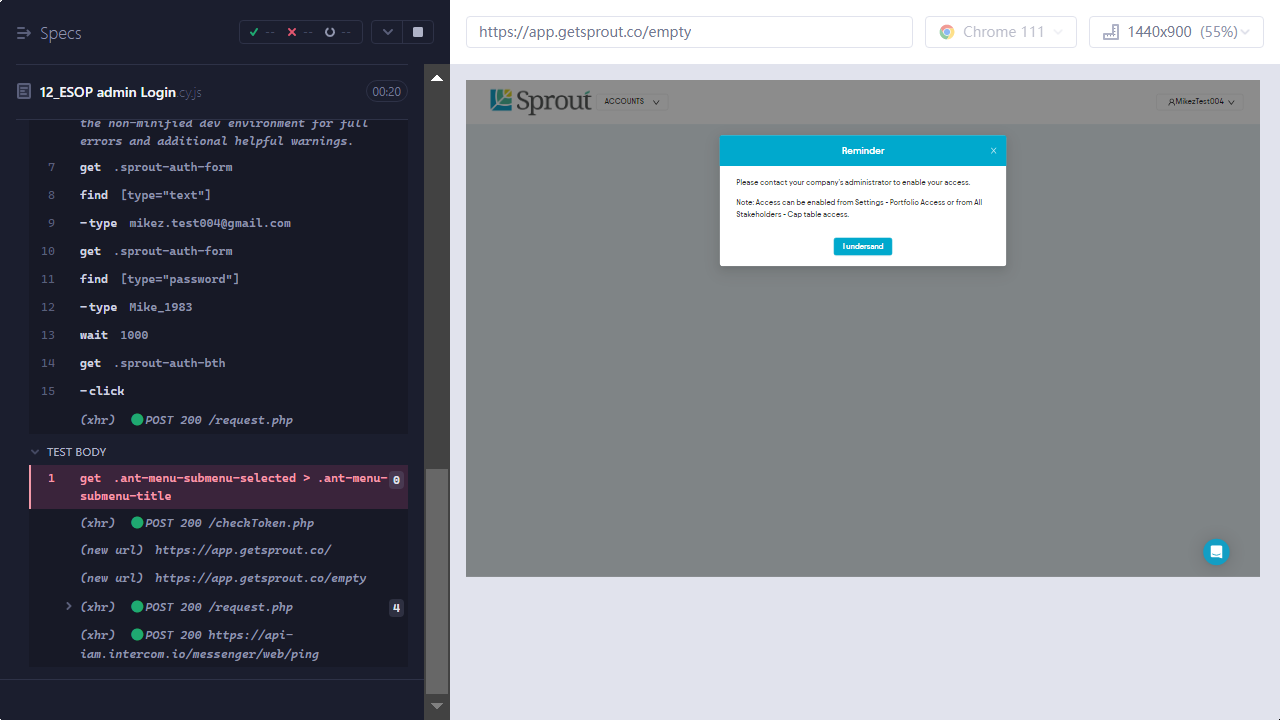 Specs
--
--
--
https://app.getsprout.co/empty
Chrome 111
1440x900 (55%)
12_ESOP admin Login.cy.js
00:20
the non-minified dev environment for full
errors and additional helpful warnings.
7 get .sprout-auth-form
8 find [type="text"]
9 -type mikez.test004@gmail.com
10 get .sprout-auth-form
11 find [type="password"]
12 -type Mike_1983
13 wait 1000
14 get .sprout-auth-bth
15 -click
(xhr) POST 200 /request.php
TEST BODY
1 get .ant-menu-submenu-selected > .ant-menu-
submenu-title
0
(xhr) POST 200 /checkToken.php
(new url) https://app.getsprout.co/
(new url) https://app.getsprout.co/empty
(xhr) POST 200 /request.php
4
(xhr) POST 200 https://api-
iam.intercom.io/messenger/web/ping
Sprout
ACCOUNTS
MikezTest004
Reminder
Please contact your company's administrator to enable your access.
Note: Access can be enabled from Settings - Portfolio Access or from All
Stakeholders - Cap table access.
I undersand